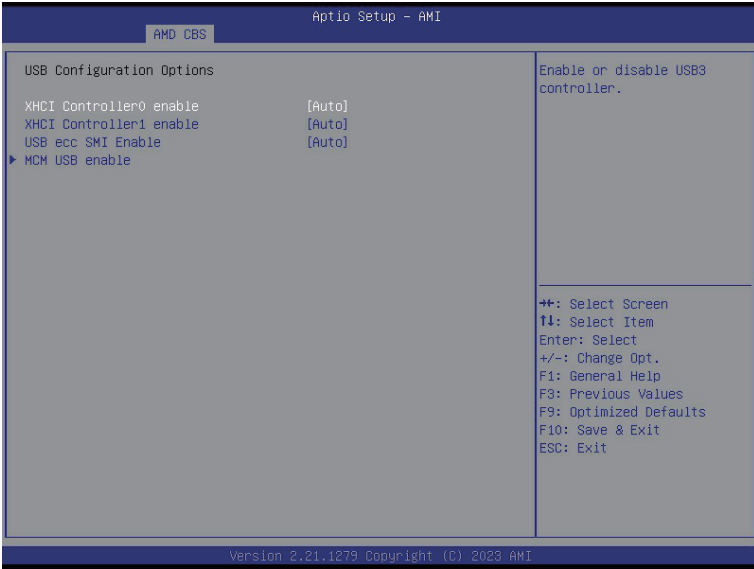 Aptio Setup – AMI
AMD CBS
USB Configuration Options
XHCI Controller0 enable [Auto]
XHCI Controller1 enable [Auto]
USB ecc SMI Enable [Auto]
MCM USB enable
Enable or disable USB3
controller.
→←: Select Screen
↑↓: Select Item
Enter: Select
+/-: Change Opt.
F1: General Help
F3: Previous Values
F9: Optimized Defaults
F10: Save & Exit
ESC: Exit
Version 2.21.1279 Copyright (C) 2023 AMI